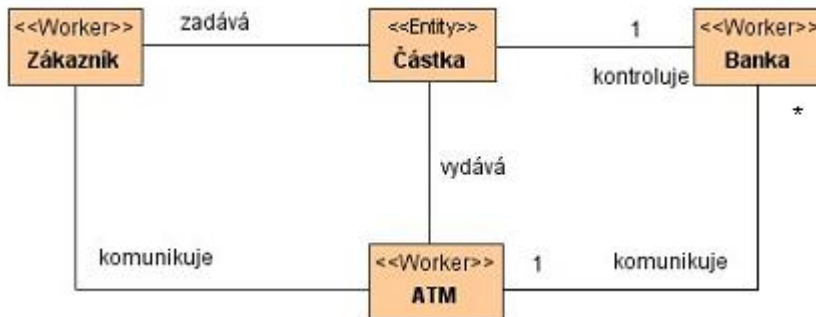 <<Worker>>
Zákazník
zadává
<<Entity>>
Částka
1
kontroluje
<<Worker>>
Banka
*
vydává
komunikuje
<<Worker>>
ATM
1
komunikuje